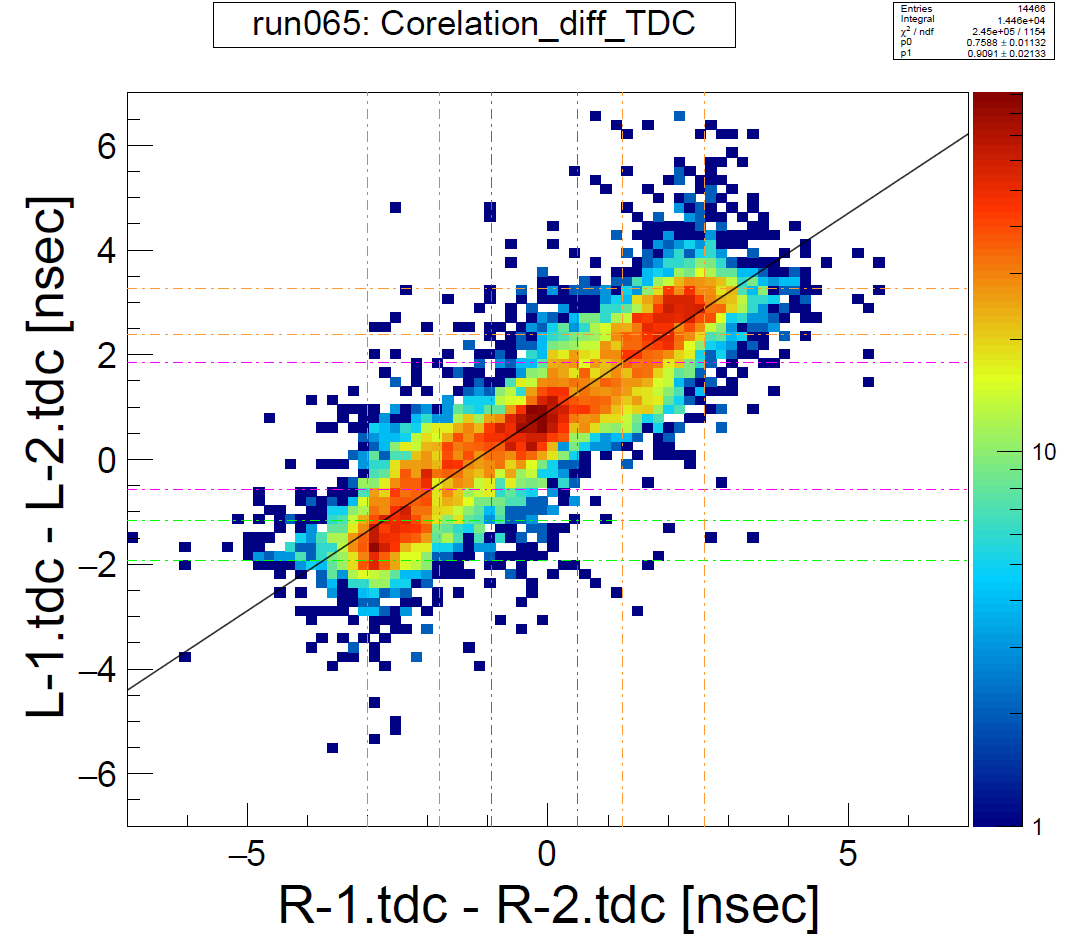 run065: Corelation_diff_TDC
Entries 14466
Integral 1.446e+04
χ² / ndf 2.45e+05 / 1154
p0 0.7588 ± 0.01132
p1 0.9091 ± 0.02133
L-1.tdc - L-2.tdc [nsec]
6
4
2
0
−2
−4
−6
10
1
−5 0 5
R-1.tdc - R-2.tdc [nsec]